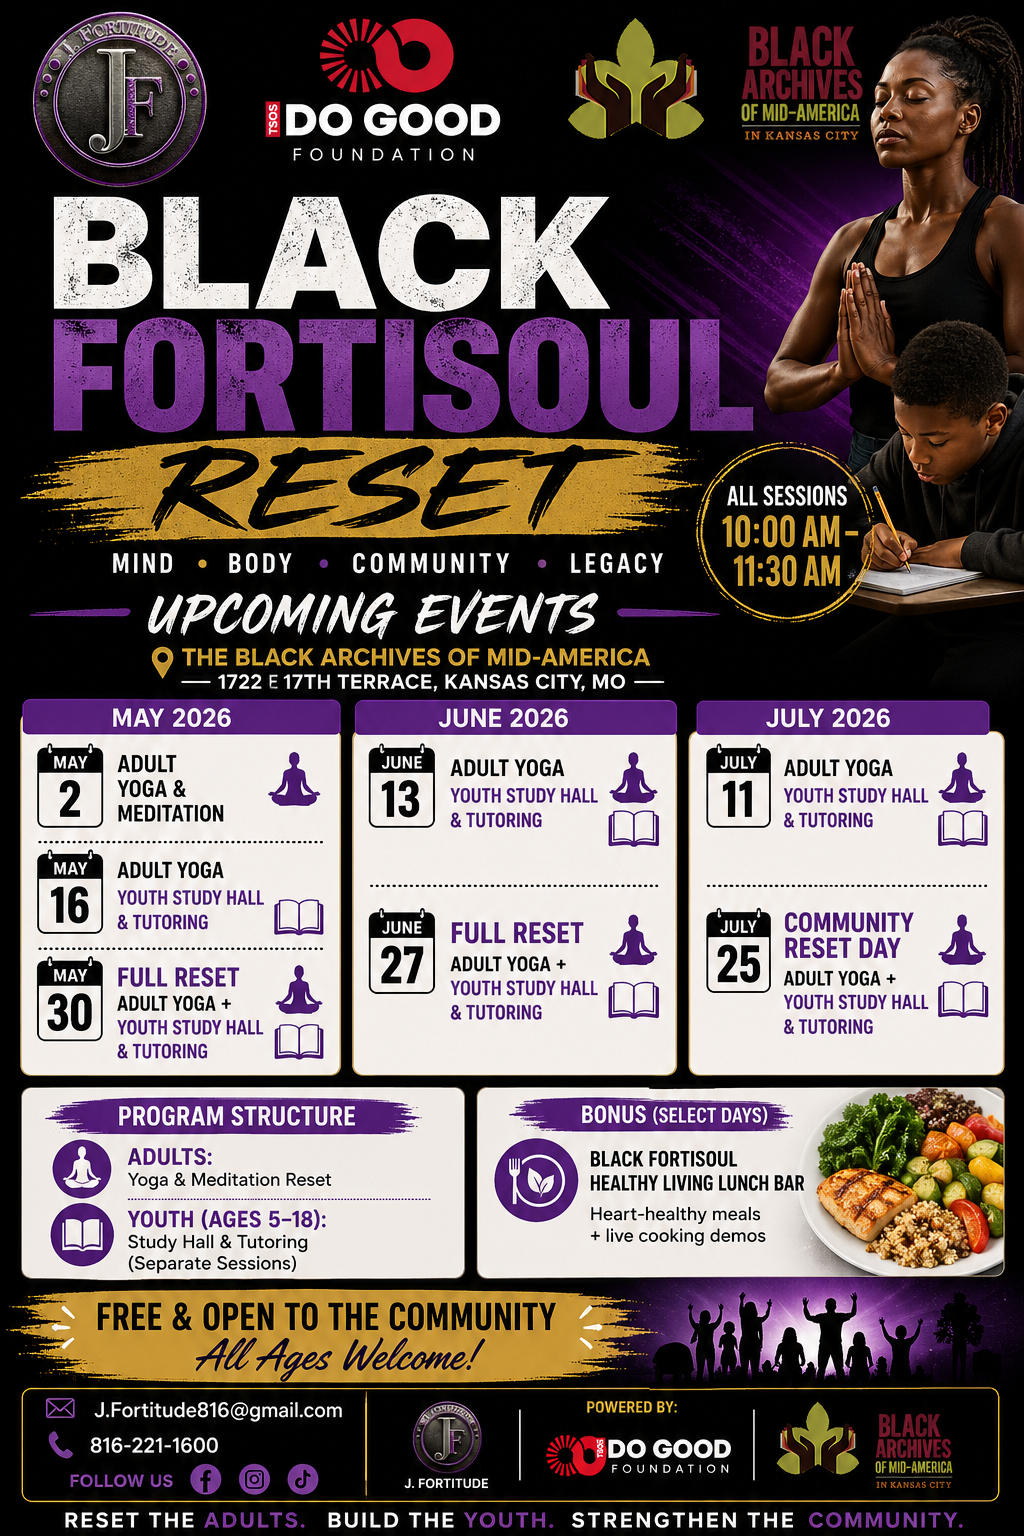 J. FORTITUDE
JF
TSOS
DO GOOD
FOUNDATION
BLACK
ARCHIVES
OF MID-AMERICA
IN KANSAS CITY
BLACK
FORTISOUL
RESET
MIND • BODY • COMMUNITY • LEGACY
ALL SESSIONS
10:00 AM–
11:30 AM
UPCOMING EVENTS
THE BLACK ARCHIVES OF MID-AMERICA
1722 E 17TH TERRACE, KANSAS CITY, MO
MAY 2026
MAY
2
ADULT
YOGA &
MEDITATION
MAY
16
ADULT YOGA
YOUTH STUDY HALL
& TUTORING
MAY
30
FULL RESET
ADULT YOGA +
YOUTH STUDY HALL
& TUTORING
JUNE 2026
JUNE
13
ADULT YOGA
YOUTH STUDY HALL
& TUTORING
JUNE
27
FULL RESET
ADULT YOGA +
YOUTH STUDY HALL
& TUTORING
JULY 2026
JULY
11
ADULT YOGA
YOUTH STUDY HALL
& TUTORING
JULY
25
COMMUNITY
RESET DAY
ADULT YOGA +
YOUTH STUDY HALL
& TUTORING
PROGRAM STRUCTURE
ADULTS:
Yoga & Meditation Reset
YOUTH (AGES 5–18):
Study Hall & Tutoring
(Separate Sessions)
BONUS (SELECT DAYS)
BLACK FORTISOUL
HEALTHY LIVING LUNCH BAR
Heart-healthy meals
+ live cooking demos
FREE & OPEN TO THE COMMUNITY
All Ages Welcome!
J.Fortitude816@gmail.com
816-221-1600
FOLLOW US
JF
J. FORTITUDE
POWERED BY:
TSOS
DO GOOD
FOUNDATION
BLACK
ARCHIVES
OF MID-AMERICA
IN KANSAS CITY
RESET THE ADULTS. BUILD THE YOUTH. STRENGTHEN THE COMMUNITY.